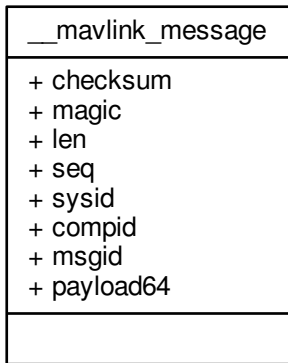 __mavlink_message
+ checksum
+ magic
+ len
+ seq
+ sysid
+ compid
+ msgid
+ payload64